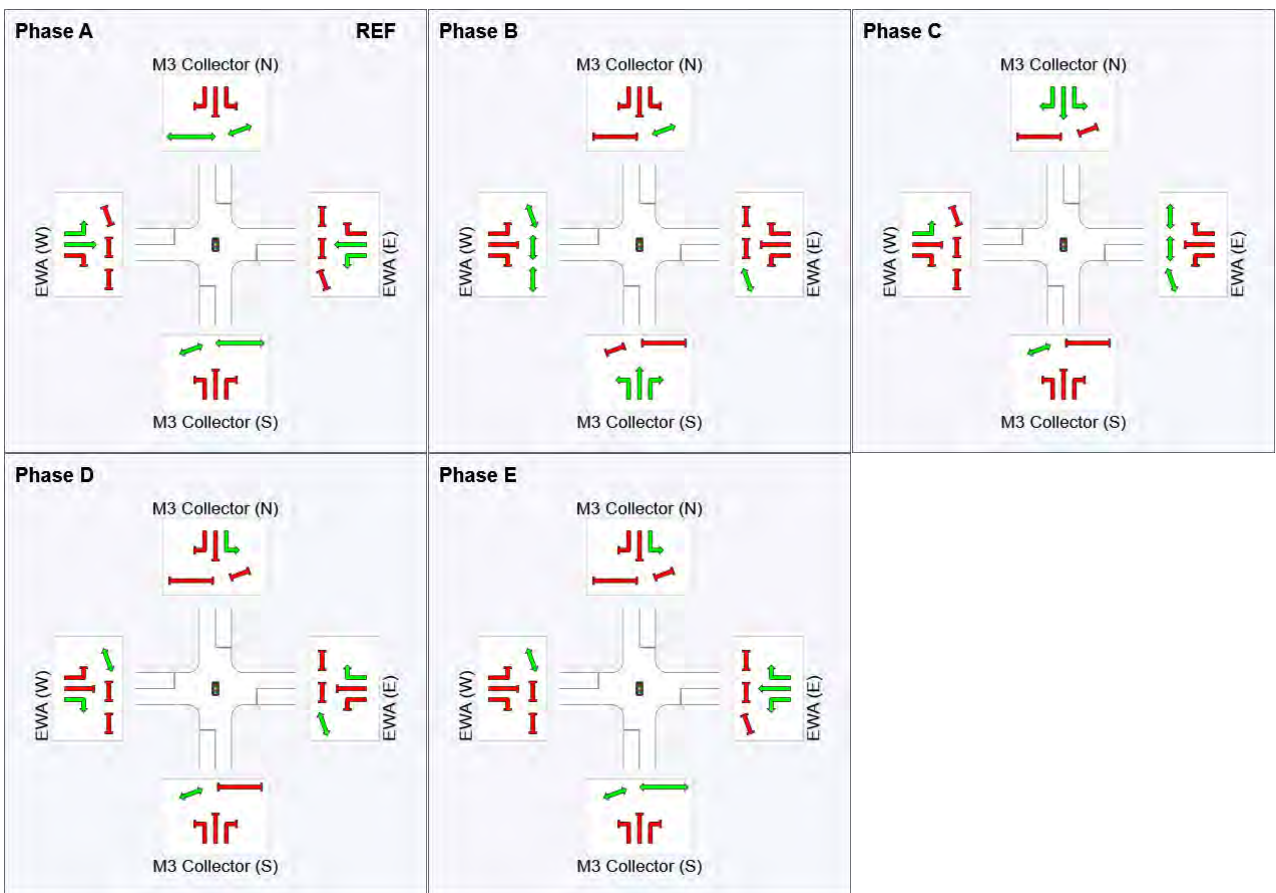 Phase A REF
M3 Collector (N)
EWA (W)
EWA (E)
M3 Collector (S)
Phase B
M3 Collector (N)
EWA (W)
EWA (E)
M3 Collector (S)
Phase C
M3 Collector (N)
EWA (W)
EWA (E)
M3 Collector (S)
Phase D
M3 Collector (N)
EWA (W)
EWA (E)
M3 Collector (S)
Phase E
M3 Collector (N)
EWA (W)
EWA (E)
M3 Collector (S)